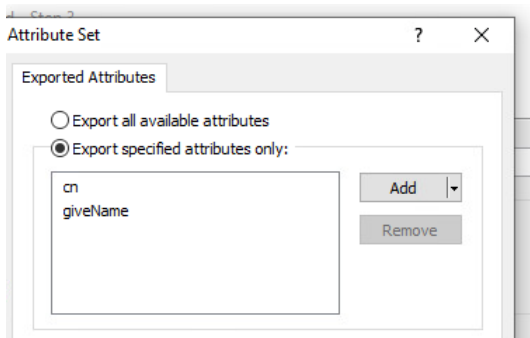 Attribute Set ?
Exported Attributes
Export all available attributes
Export specified attributes only:
cn
Add
giveName
Remove